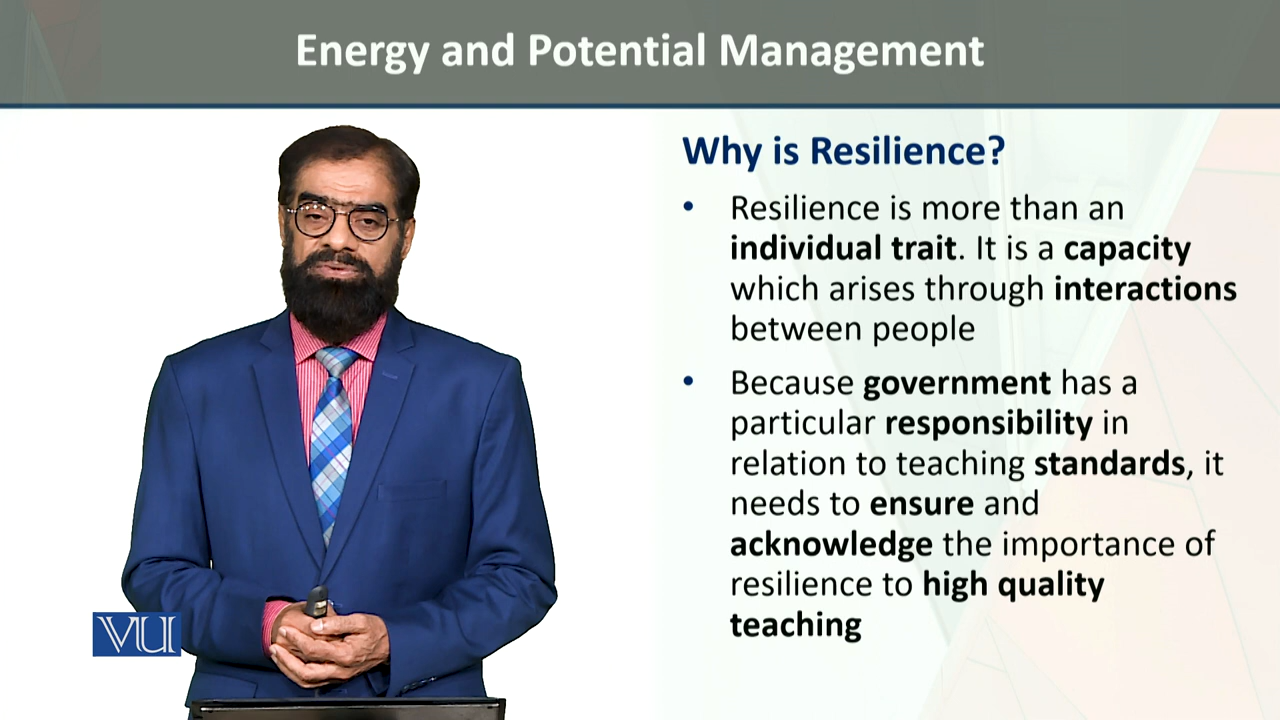 Energy and Potential Management
Why is Resilience?
• Resilience is more than an
individual trait. It is a capacity
which arises through interactions
between people
• Because government has a
particular responsibility in
relation to teaching standards, it
needs to ensure and
acknowledge the importance of
resilience to high quality
teaching
VU